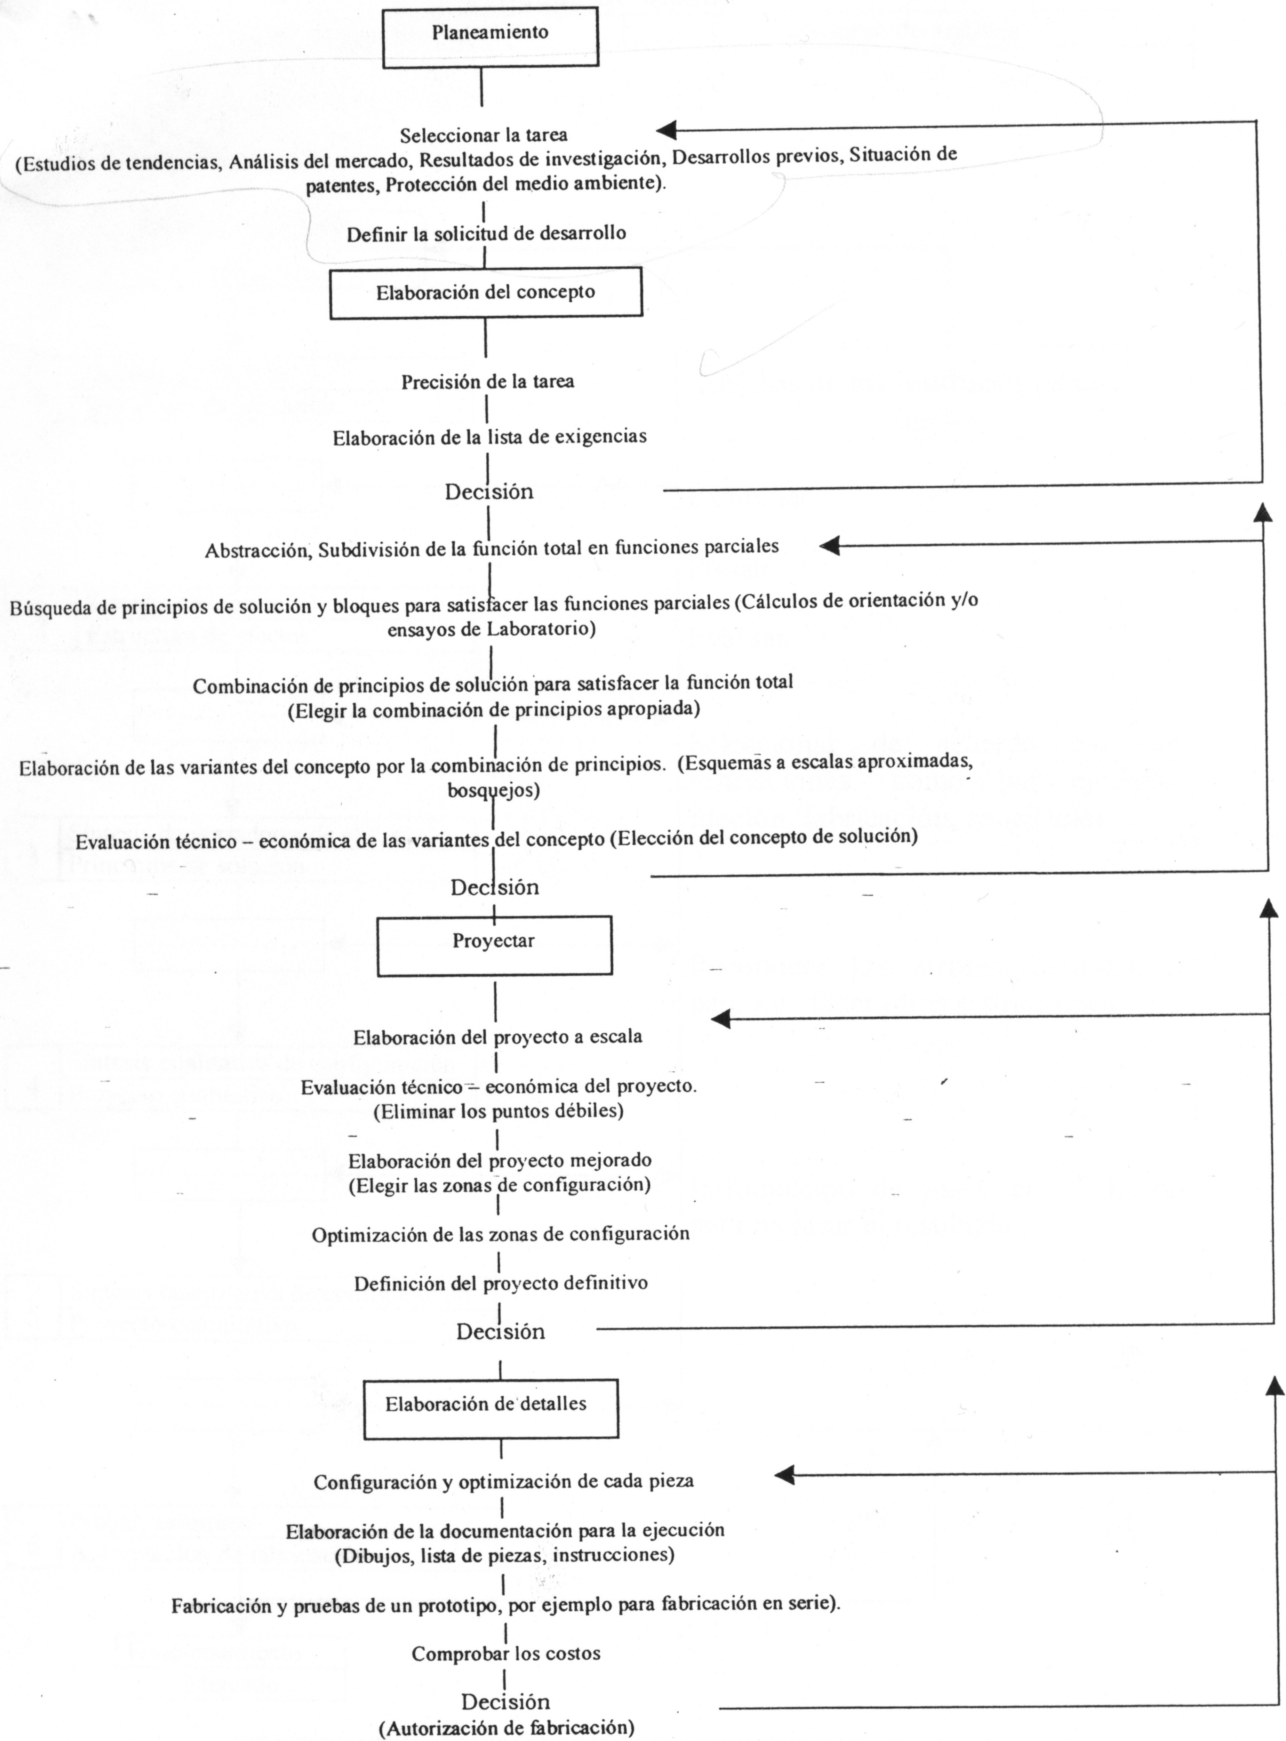 Planeamiento
Seleccionar la tarea
(Estudios de tendencias, Análisis del mercado, Resultados de investigación, Desarrollos previos, Situación de
patentes, Protección del medio ambiente).
Definir la solicitud de desarrollo
Elaboración del concepto
Precisión de la tarea
Elaboración de la lista de exigencias
Decisión
Abstracción, Subdivisión de la función total en funciones parciales
Búsqueda de principios de solución y bloques para satisfacer las funciones parciales (Cálculos de orientación y/o
ensayos de Laboratorio)
Combinación de principios de solución para satisfacer la función total
(Elegir la combinación de principios apropiada)
Elaboración de las variantes del concepto por la combinación de principios. (Esquemas a escalas aproximadas,
bosquejos)
Evaluación técnico – económica de las variantes del concepto (Elección del concepto de solución)
Decisión
Proyectar
Elaboración del proyecto a escala
Evaluación técnico – económica del proyecto.
(Eliminar los puntos débiles)
Elaboración del proyecto mejorado
(Elegir las zonas de configuración)
Optimización de las zonas de configuración
Definición del proyecto definitivo
Decisión
Elaboración de detalles
Configuración y optimización de cada pieza
Elaboración de la documentación para la ejecución
(Dibujos, lista de piezas, instrucciones)
Fabricación y pruebas de un prototipo, por ejemplo para fabricación en serie).
Comprobar los costos
Decisión
(Autorización de fabricación)